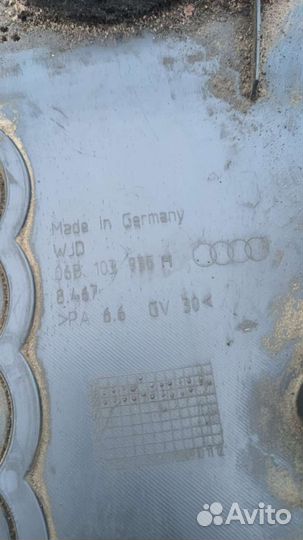 Made in Germany
WJD
06B 103 935 H
8.467
>PA 6.6 GV 30<
Avito